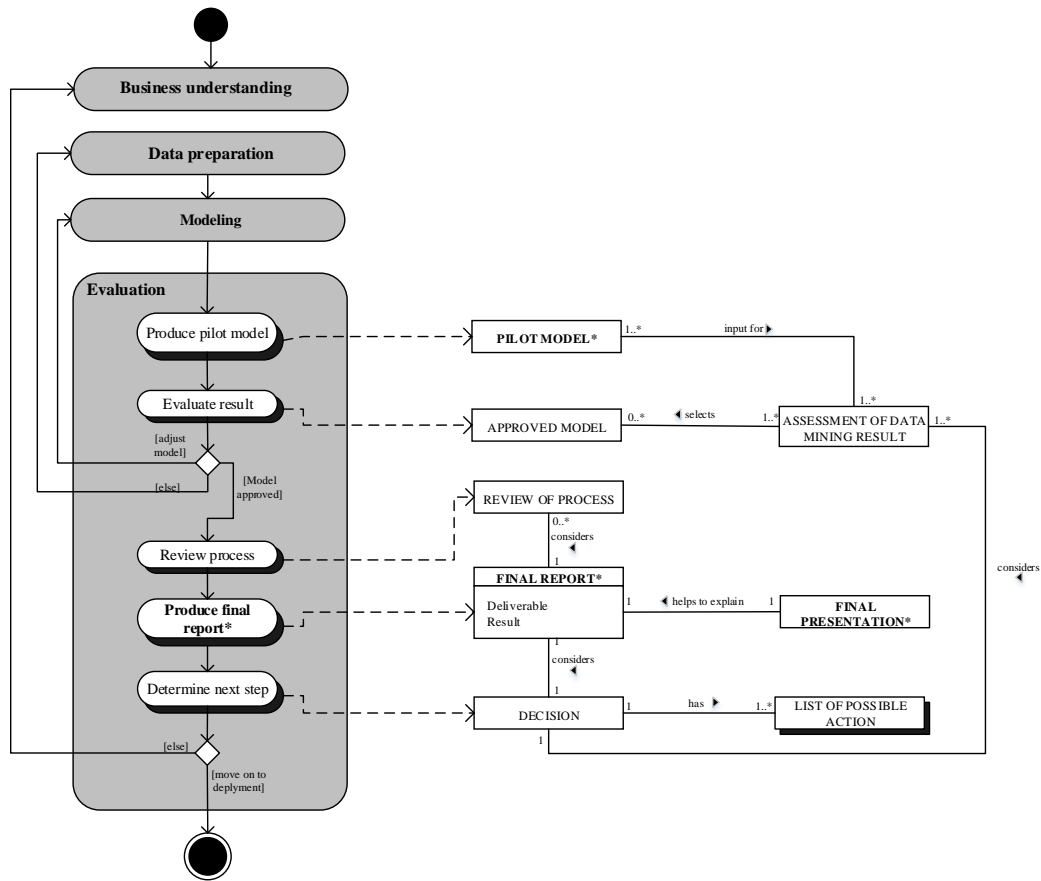 Business understanding
Data preparation
Modeling
Evaluation
Produce pilot model
PILOT MODEL*
1..*
input for
1..*
Evaluate result
APPROVED MODEL
0..*
selects
1..*
ASSESSMENT OF DATA
MINING RESULT
1..*
[adjust
model]
[else]
[Model
approved]
REVIEW OF PROCESS
0..*
considers
1
Review process
considers
FINAL REPORT*
Deliverable
Result
1
helps to explain
1
FINAL
PRESENTATION*
Produce final
report*
1
considers
1
Determine next step
DECISION
1
has
1..*
LIST OF POSSIBLE
ACTION
1
[else]
[move on to
deplyment]